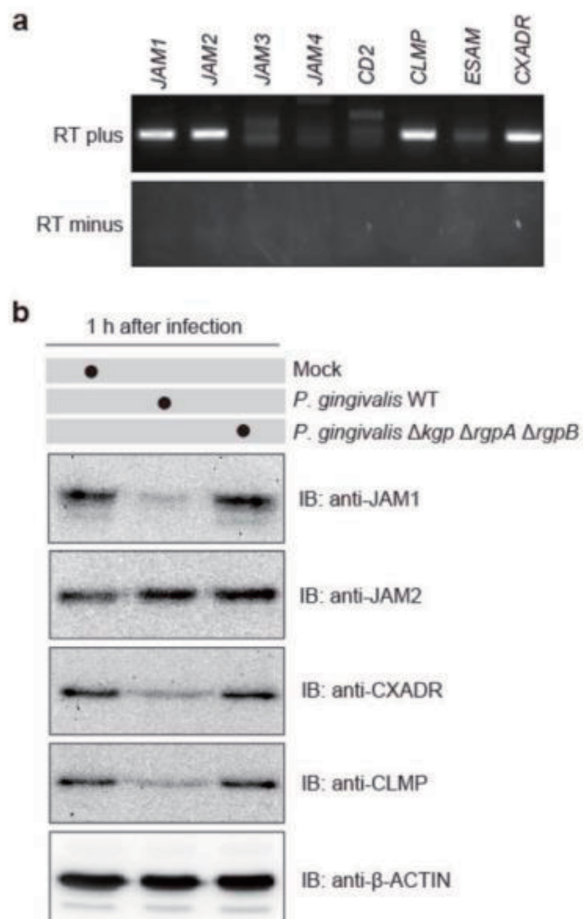 a
JAM1 JAM2 JAM3 JAM4 CD2 CLMP ESAM CXADR
RT plus
RT minus
b
1 h after infection
Mock
P. gingivalis WT
P. gingivalis Δkgp ΔrgpA ΔrgpB
IB: anti-JAM1
IB: anti-JAM2
IB: anti-CXADR
IB: anti-CLMP
IB: anti-β-ACTIN